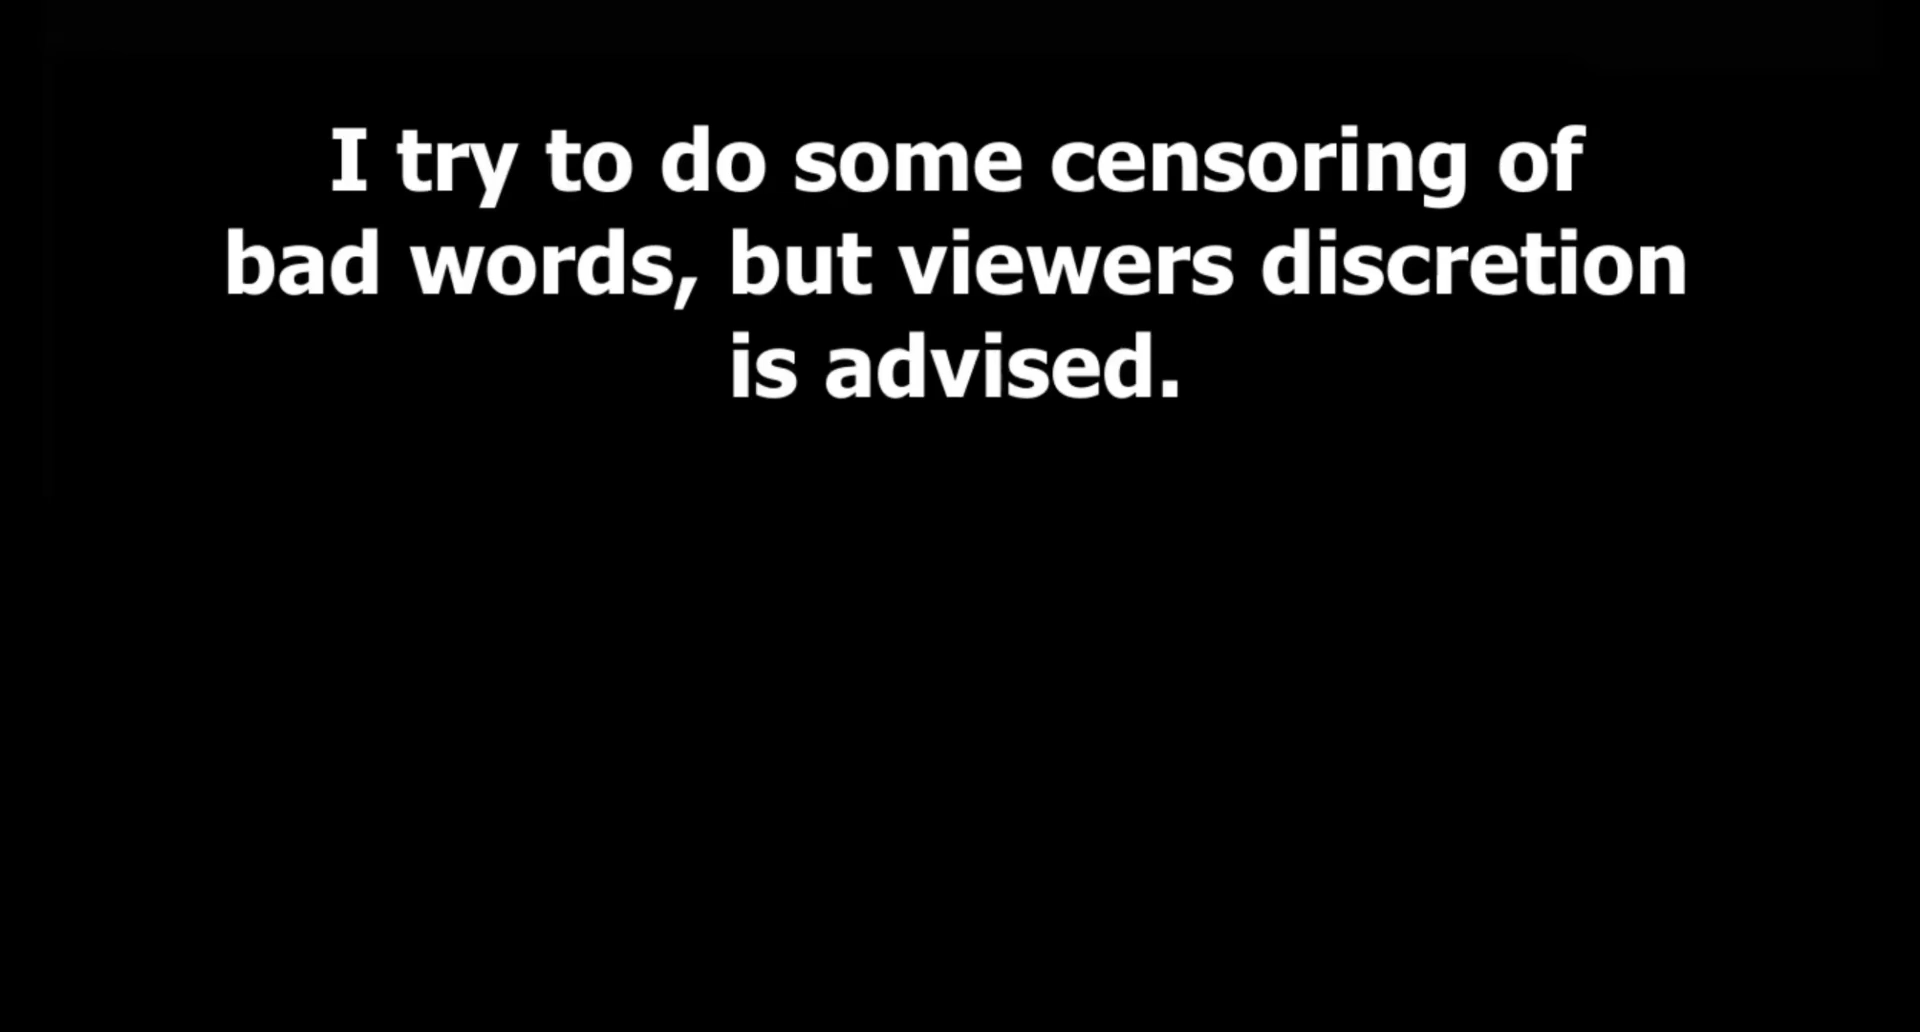 I try to do some censoring of
bad words, but viewers discretion
is advised.